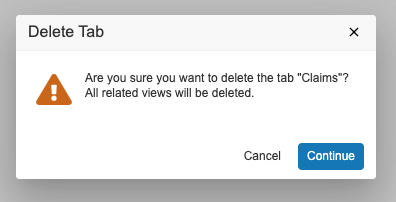 Delete Tab
Are you sure you want to delete the tab "Claims"?
All related views will be deleted.
Cancel
Continue